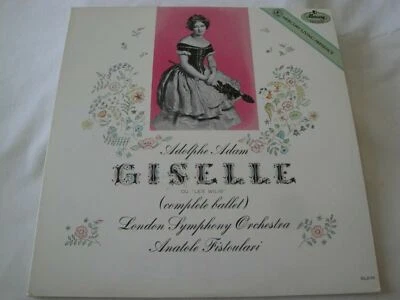 Adolphe Adam
GISELLE
OU "LES WILIS"
(complete ballet)
London Symphony Orchestra
Anatole Fistoulari